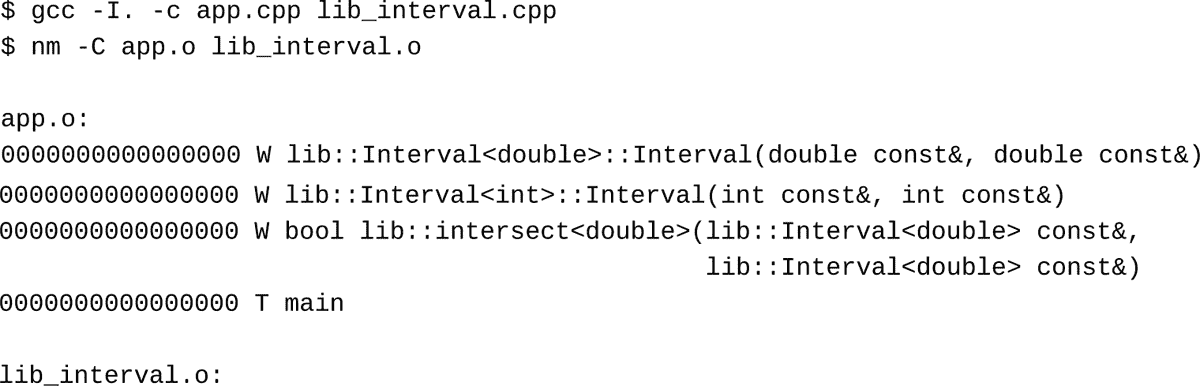 $ gcc -I. -c app.cpp lib_interval.cpp
$ nm -C app.o lib_interval.o
app.o:
0000000000000000 W lib::Interval<double>::Interval(double const&, double const&)
0000000000000000 W lib::Interval<int>::Interval(int const&, int const&)
0000000000000000 W bool lib::intersect<double>(lib::Interval<double> const&,
lib::Interval<double> const&)
0000000000000000 T main
lib_interval.o: